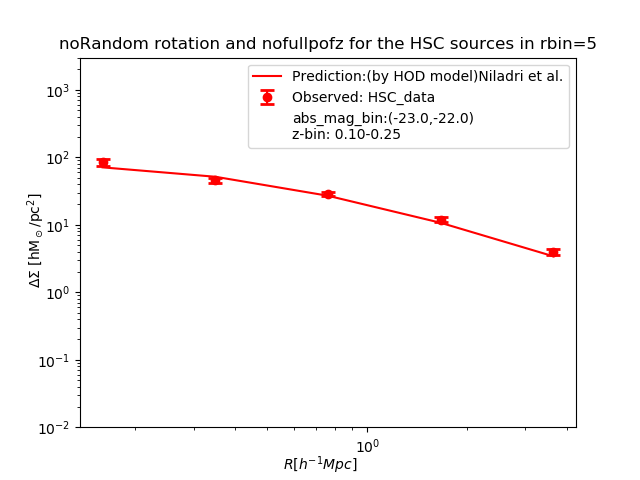 noRandom rotation and nofullpofz for the HSC sources in rbin=5
Prediction:(by HOD model)Niladri et al.
Observed: HSC_data
abs_mag_bin:(-23.0,-22.0)
z-bin: 0.10-0.25
ΔΣ [hM⊙/pc²]
10³
10²
10¹
10⁰
10⁻¹
10⁻²
10⁰
R[h⁻¹Mpc]